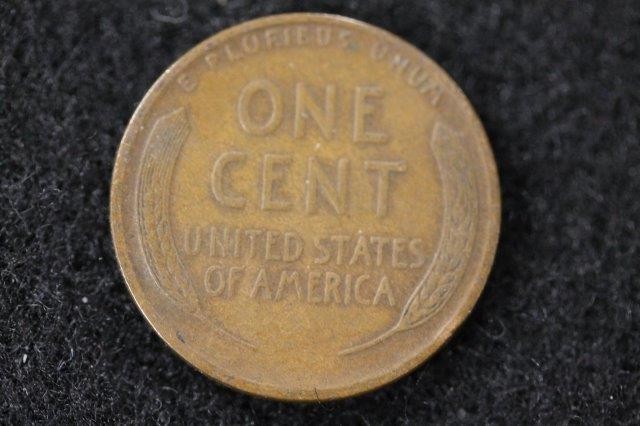 E PLURIBUS UNUM
ONE
CENT
UNITED STATES
OF AMERICA